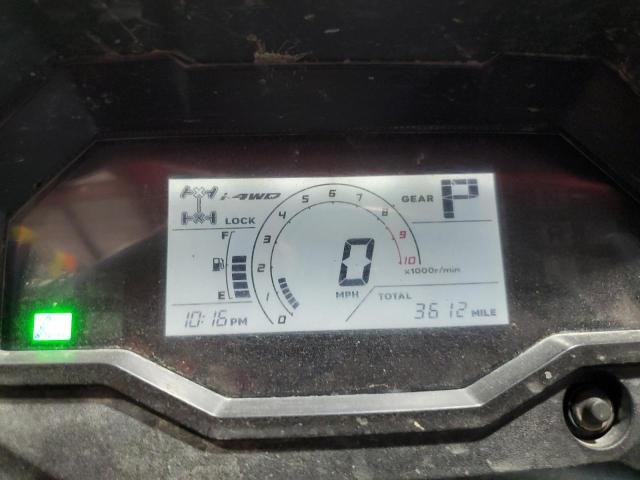 i-4WD
LOCK
GEAR P
F
E
0 1 2 3 4 5 6 7 8 9 10
x1000r/min
0
MPH
TOTAL
10:16 PM
3612 MILE